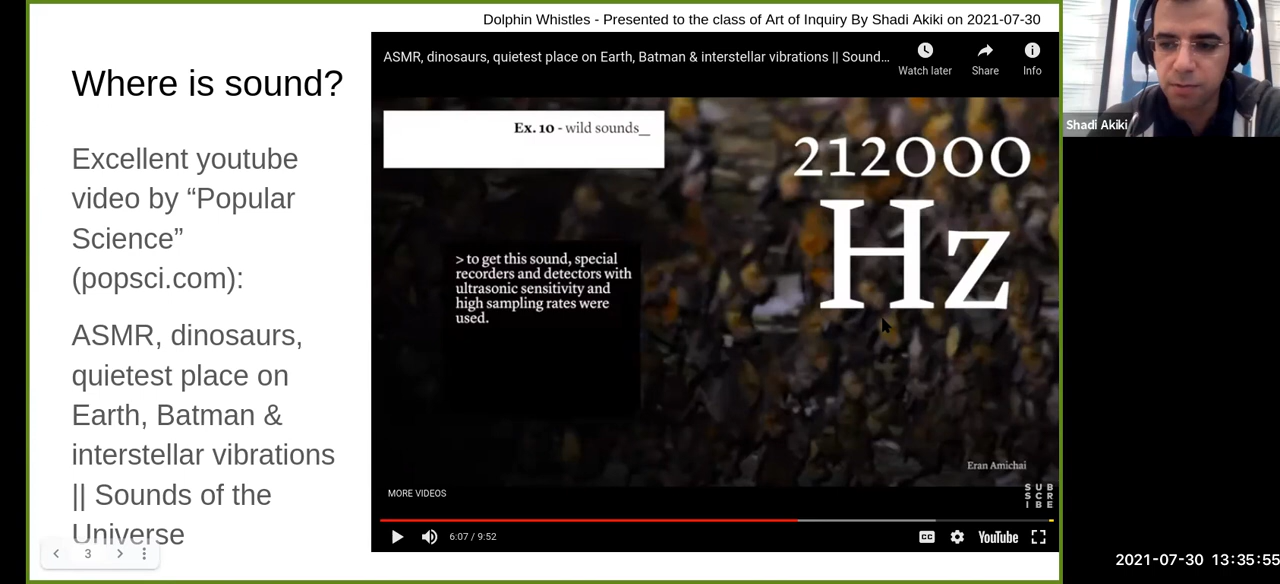 Dolphin Whistles - Presented to the class of Art of Inquiry By Shadi Akiki on 2021-07-30
Where is sound?
Excellent youtube
video by “Popular
Science”
(popsci.com):
ASMR, dinosaurs,
quietest place on
Earth, Batman &
interstellar vibrations
|| Sounds of the
Universe
3
ASMR, dinosaurs, quietest place on Earth, Batman & interstellar vibrations || Sound...
Watch later
Share
Info
Ex. 10 - wild sounds_
212000
Hz
> to get this sound, special
recorders and detectors with
ultrasonic sensitivity and
high sampling rates were
used.
Eran Amichai
MORE VIDEOS
SUB
SCR
IBE
6:07 / 9:52
CC
YouTube
Shadi Akiki
2021-07-30 13:35:55